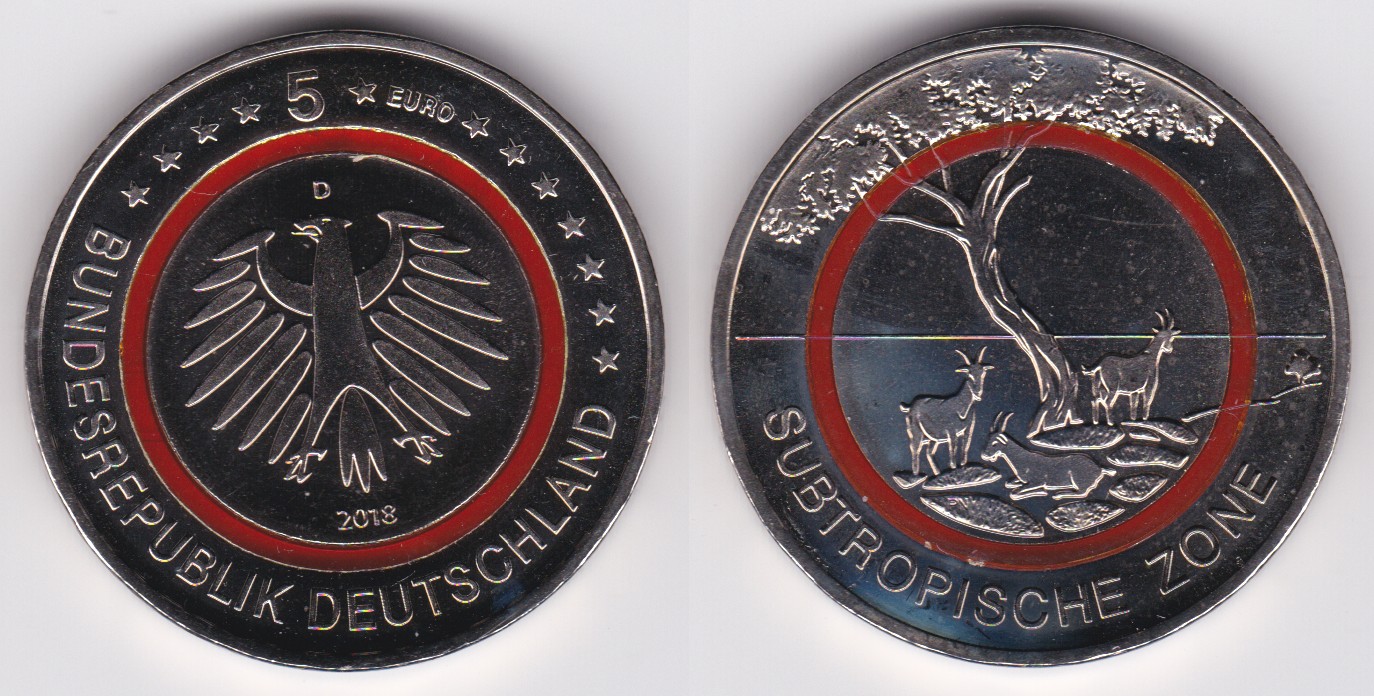 5 EURO
D
2018
BUNDESREPUBLIK DEUTSCHLAND
SUBTROPISCHE ZONE